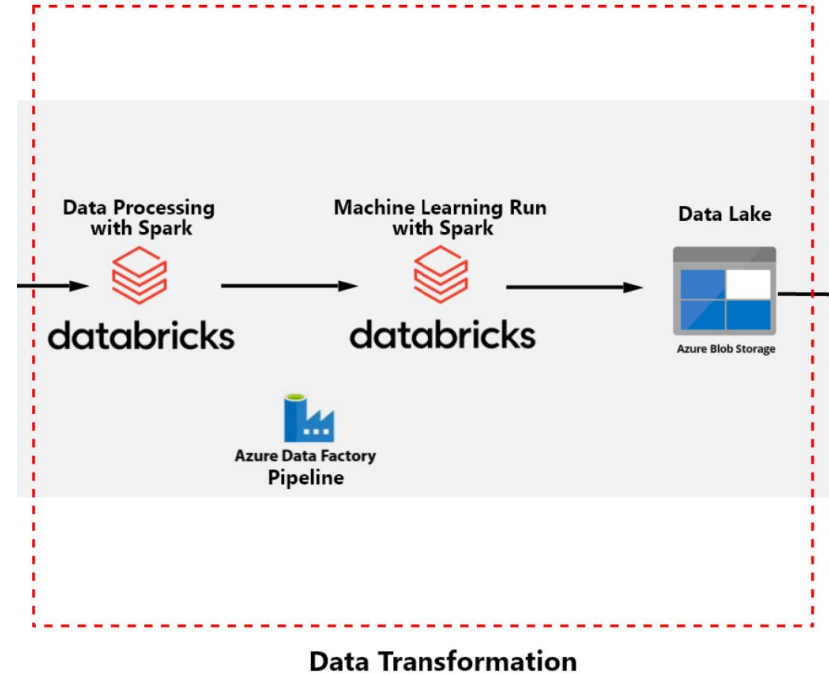 Data Processing
with Spark
databricks
Machine Learning Run
with Spark
databricks
Data Lake
Azure Blob Storage
Azure Data Factory
Pipeline
Data Transformation